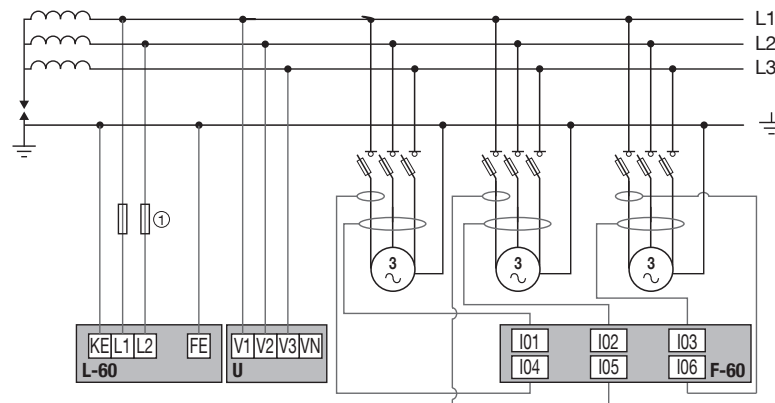 L1
L2
L3
①
3
3
3
KE L1 L2 FE
V1 V2 V3 VN
L-60
U
I01 I02 I03
I04 I05 I06
F-60